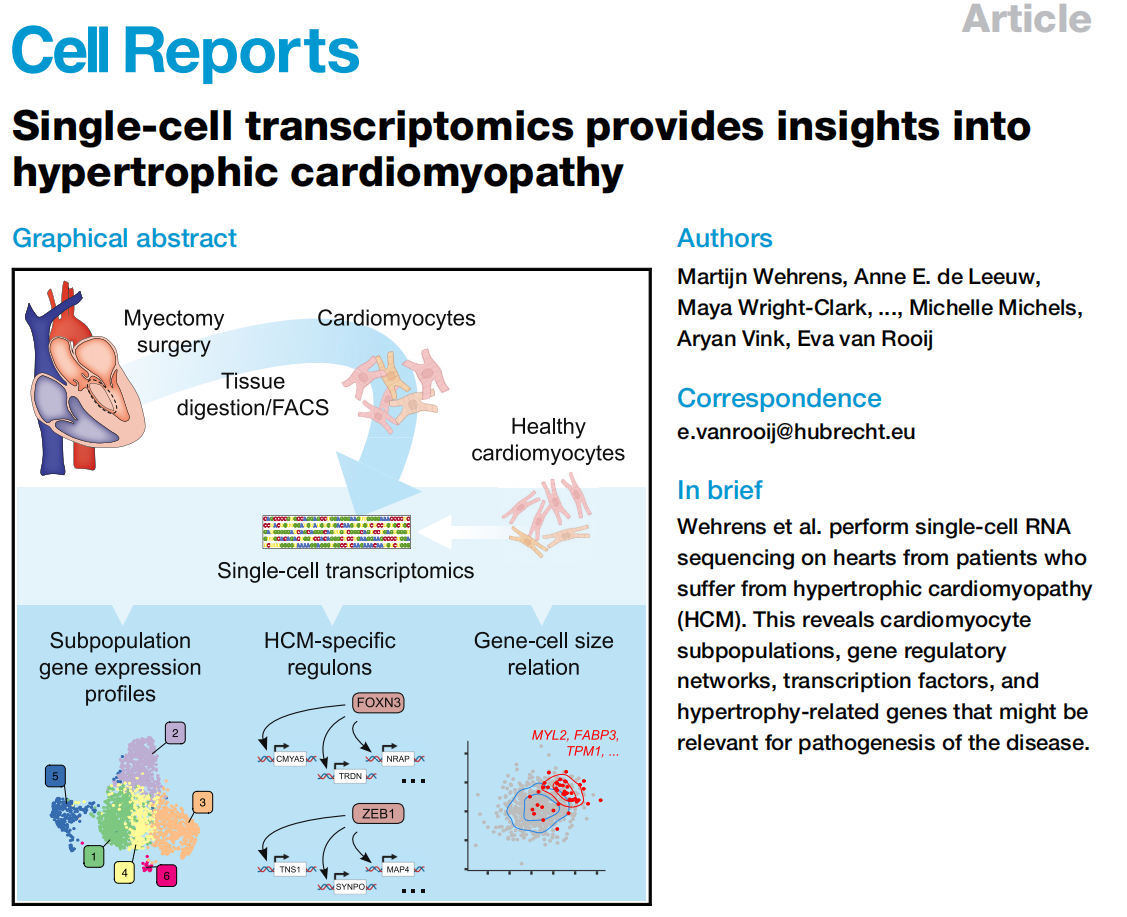 Article
Cell Reports
Single-cell transcriptomics provides insights into
hypertrophic cardiomyopathy
Graphical abstract
Myectomy
surgery
Cardiomyocytes
Tissue
digestion/FACS
Healthy
cardiomyocytes
Single-cell transcriptomics
Subpopulation
gene expression
profiles
2
5
3
1
4
6
HCM-specific
regulons
FOXN3
CMYA5
NRAP
TRDN
...
ZEB1
TNS1
MAP4
SYNPO
...
Gene-cell size
relation
MYL2, FABP3,
TPM1, ...
Authors
Martijn Wehrens, Anne E. de Leeuw,
Maya Wright-Clark, ..., Michelle Michels,
Aryan Vink, Eva van Rooij
Correspondence
e.vanrooij@hubrecht.eu
In brief
Wehrens et al. perform single-cell RNA
sequencing on hearts from patients who
suffer from hypertrophic cardiomyopathy
(HCM). This reveals cardiomyocyte
subpopulations, gene regulatory
networks, transcription factors, and
hypertrophy-related genes that might be
relevant for pathogenesis of the disease.